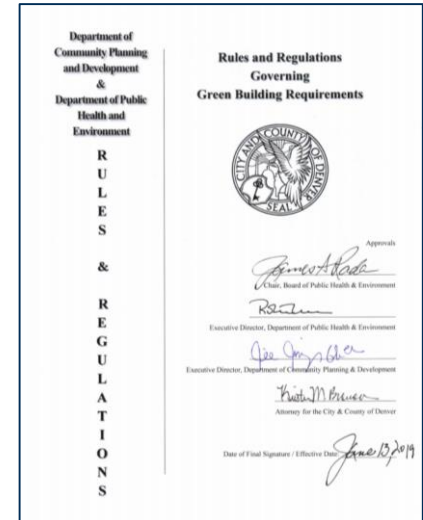 Department of
Community Planning
and Development
&
Department of Public
Health and
Environment
R
U
L
E
S
&
R
E
G
U
L
A
T
I
O
N
S
Rules and Regulations
Governing
Green Building Requirements
CITY AND COUNTY OF DENVER
SEAL
Approvals
James A Rada
Chair, Board of Public Health & Environment
Executive Director, Department of Public Health & Environment
Executive Director, Department of Community Planning & Development
Attorney for the City & County of Denver
Date of Final Signature / Effective Date June 13, 2019